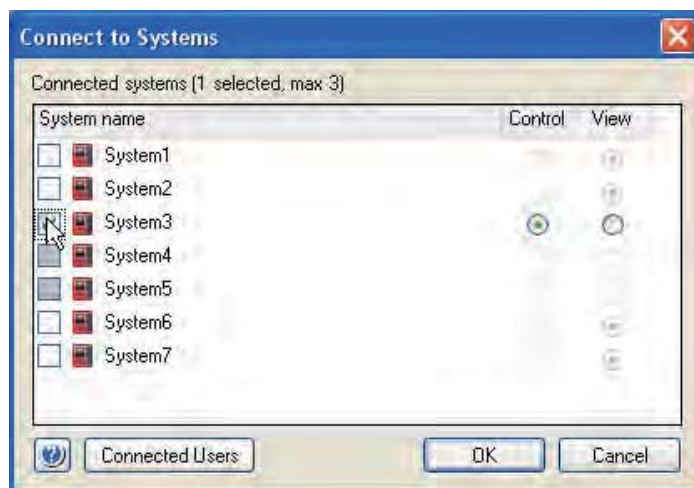 Connect to Systems
Connected systems (1 selected, max 3)
System name Control View
System1
System2
System3
System4
System5
System6
System7
Connected Users OK Cancel